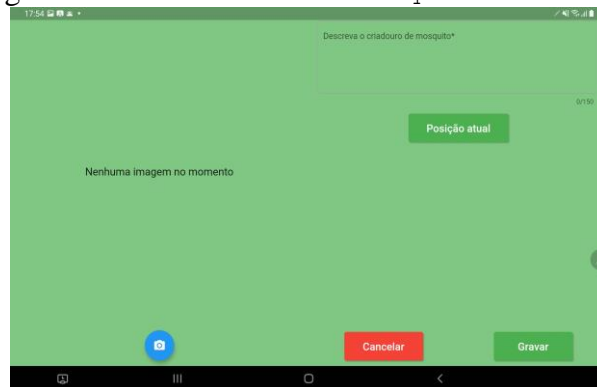 17:54
Descreva o criadouro de mosquito*
0/150
Posição atual
Nenhuma imagem no momento
Cancelar
Gravar